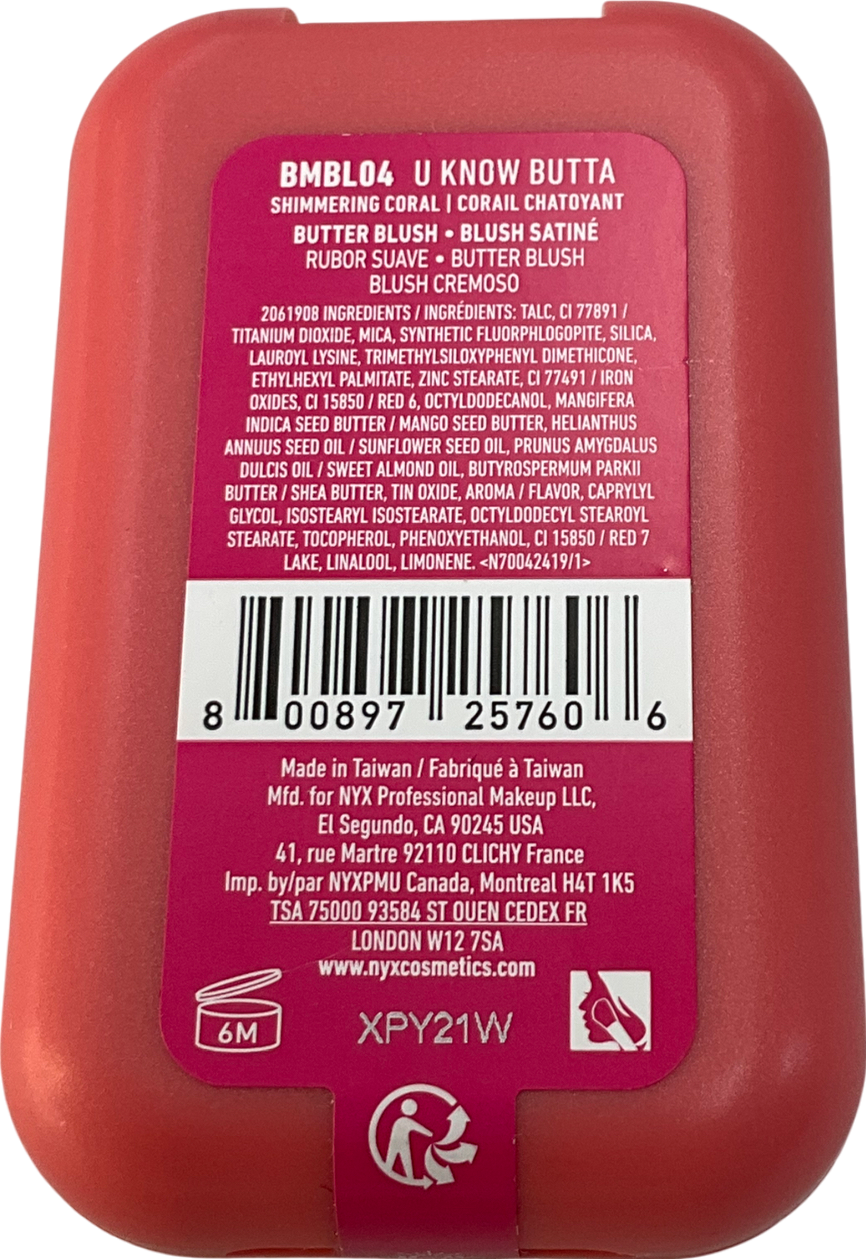 BMBL04 U KNOW BUTTA
SHIMMERING CORAL | CORAIL CHATOYANT
BUTTER BLUSH • BLUSH SATINÉ
RUBOR SUAVE • BUTTER BLUSH
BLUSH CREMOSO
2061908 INGREDIENTS / INGRÉDIENTS: TALC, CI 77891 /
TITANIUM DIOXIDE, MICA, SYNTHETIC FLUORPHLOGOPITE, SILICA,
LAUROYL LYSINE, TRIMETHYLSILOXYPHENYL DIMETHICONE,
ETHYLHEXYL PALMITATE, ZINC STEARATE, CI 77491 / IRON
OXIDES, CI 15850 / RED 6, OCTYLDODECANOL, MANGIFERA
INDICA SEED BUTTER / MANGO SEED BUTTER, HELIANTHUS
ANNUUS SEED OIL / SUNFLOWER SEED OIL, PRUNUS AMYGDALUS
DULCIS OIL / SWEET ALMOND OIL, BUTYROSPERMUM PARKII
BUTTER / SHEA BUTTER, TIN OXIDE, AROMA / FLAVOR, CAPRYLYL
GLYCOL, ISOSTEARYL ISOSTEARATE, OCTYLDODECYL STEAROYL
STEARATE, TOCOPHEROL, PHENOXYETHANOL, CI 15850 / RED 7
LAKE, LINALOOL, LIMONENE. <N70042419/1>
8 00897 25760 6
Made in Taiwan / Fabriqué à Taiwan
Mfd. for NYX Professional Makeup LLC,
El Segundo, CA 90245 USA
41, rue Martre 92110 CLICHY France
Imp. by/par NYXPMU Canada, Montreal H4T 1K5
TSA 75000 93584 ST OUEN CEDEX FR
LONDON W12 7SA
www.nyxcosmetics.com
6M
XPY21W